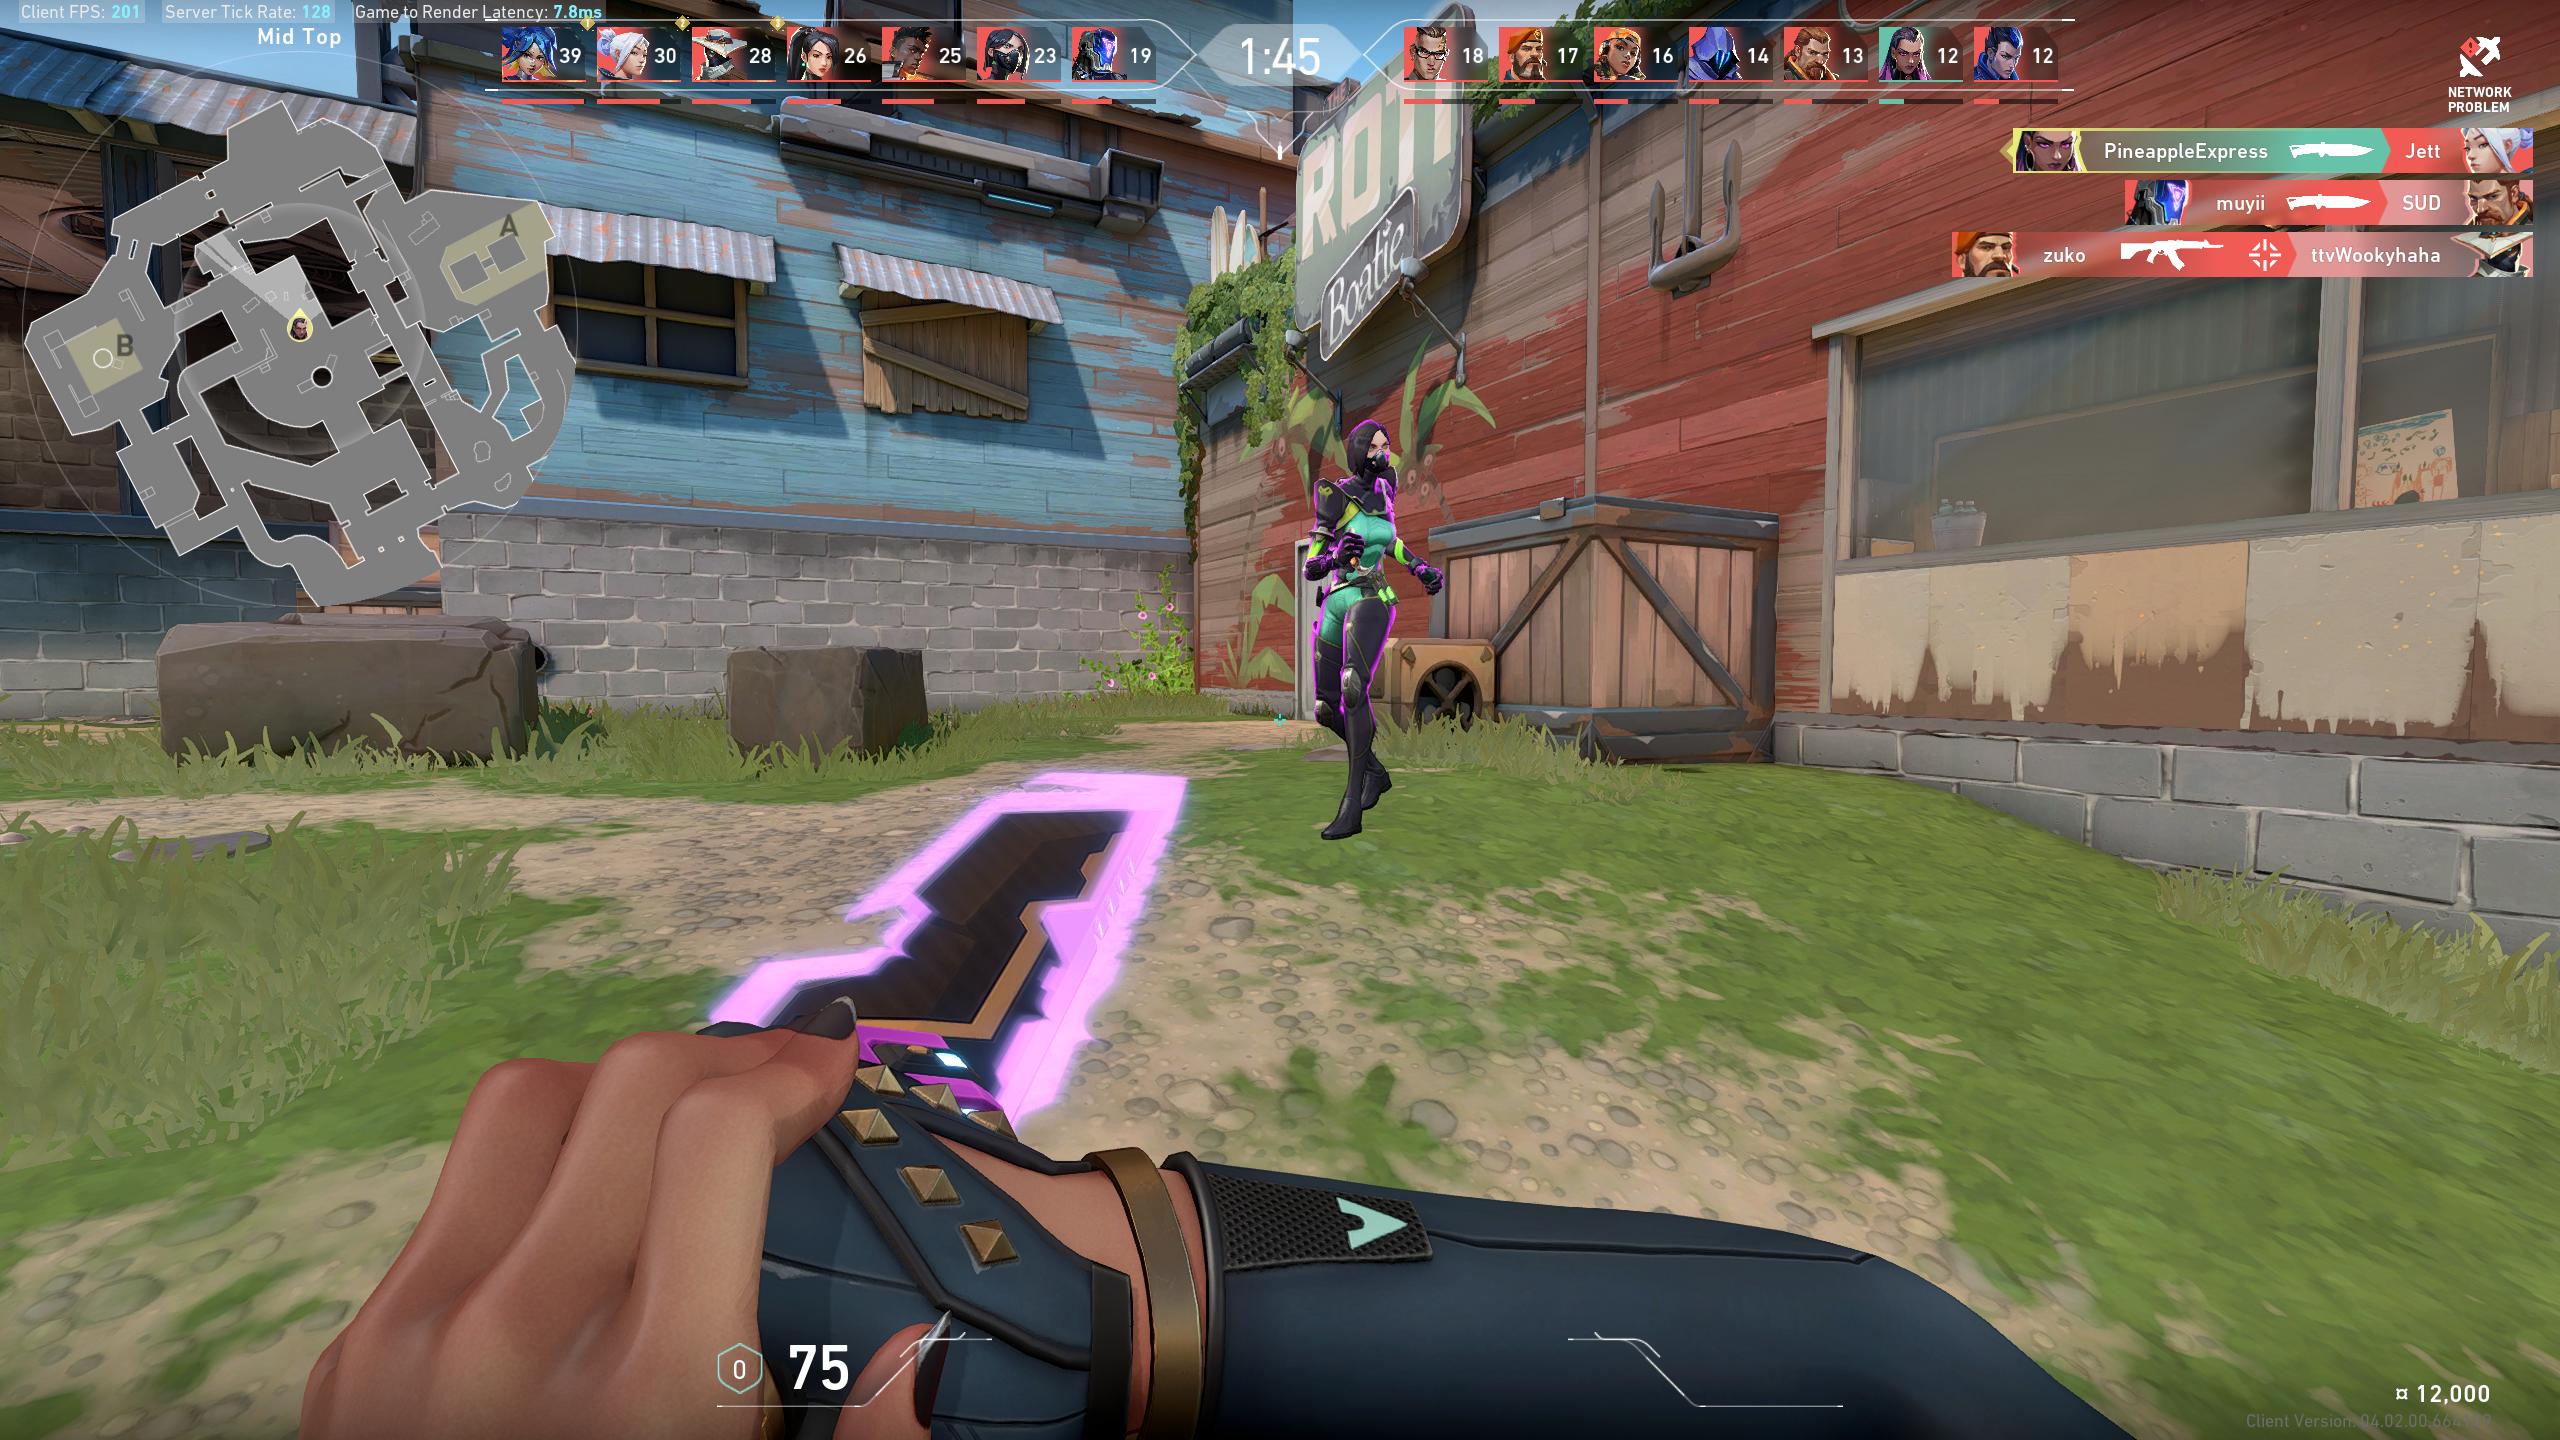 Client FPS: 201 Server Tick Rate: 128 Game to Render Latency: 7.8ms
Mid Top
39 30 28 26 25 23 19 1:45 18 17 16 14 13 12 12
NETWORK
PROBLEM
PineappleExpress Jett
muyii SUD
zuko ttvWookyhaha
A
B
Boatie
0 75
¤ 12,000